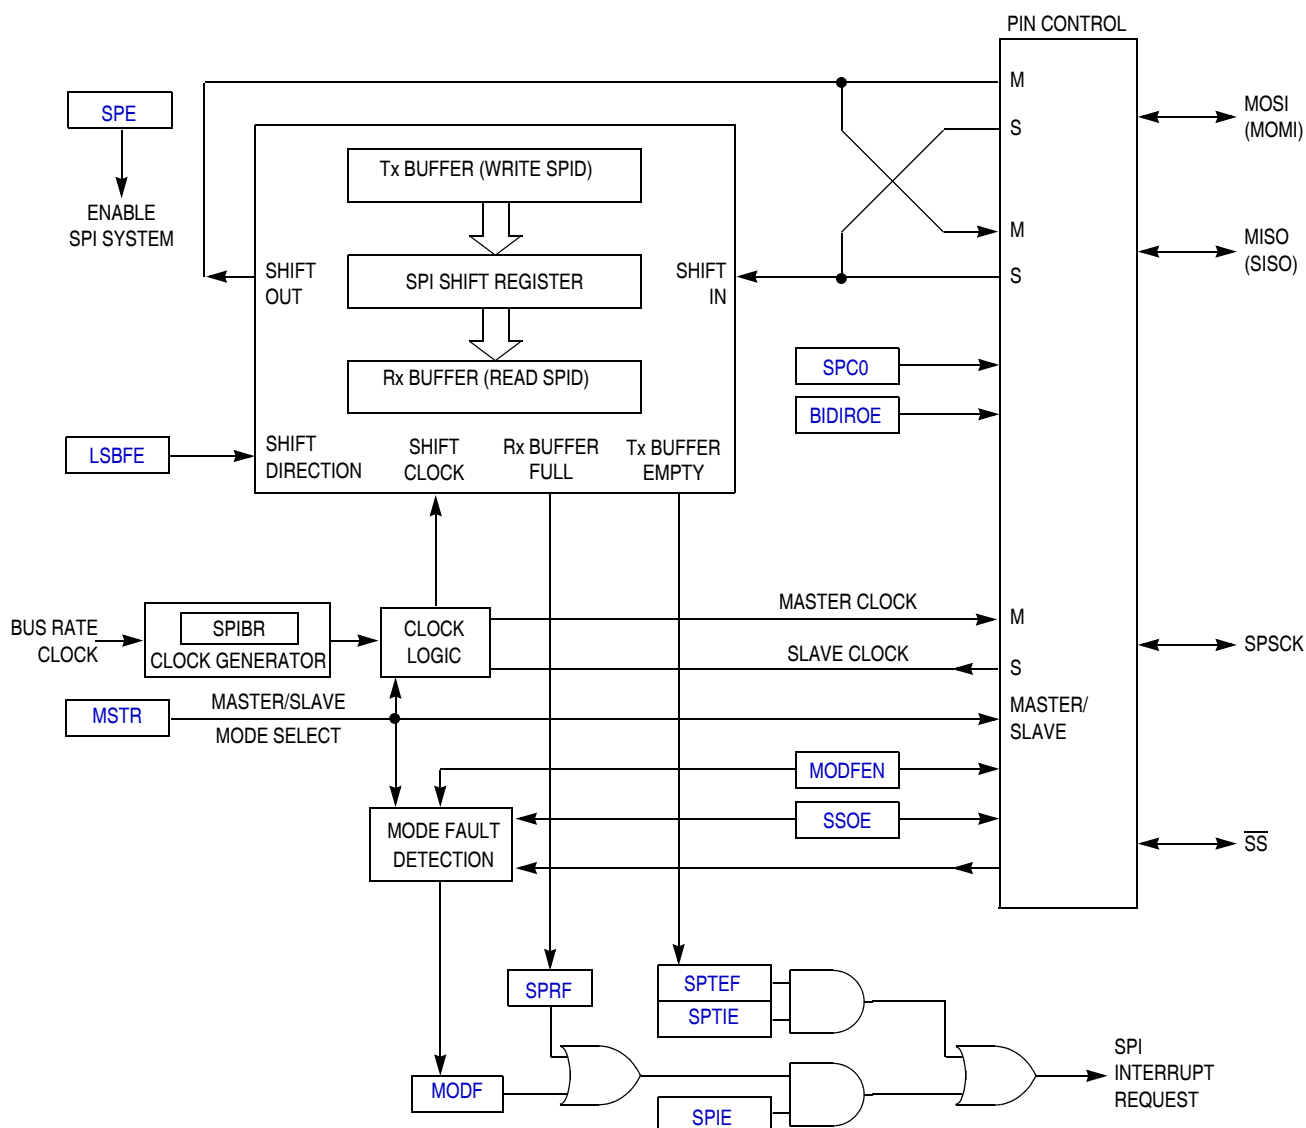 PIN CONTROL
M
SPE
MOSI
(MOMI)
S
Tx BUFFER (WRITE SPID)
ENABLE
SPI SYSTEM
M
MISO
(SISO)
SHIFT
OUT
SPI SHIFT REGISTER
SHIFT
IN
S
SPC0
Rx BUFFER (READ SPID)
BIDIROE
LSBFE
SHIFT
DIRECTION
SHIFT
CLOCK
Rx BUFFER
FULL
Tx BUFFER
EMPTY
BUS RATE
CLOCK
SPIBR
CLOCK GENERATOR
CLOCK
LOGIC
MASTER CLOCK
M
SLAVE CLOCK
S
SPSCK
MSTR
MASTER/SLAVE
MODE SELECT
MASTER/
SLAVE
MODFEN
SSOE
MODE FAULT
DETECTION
SS
SPRF
SPTEF
SPTIE
MODF
SPIE
SPI
INTERRUPT
REQUEST